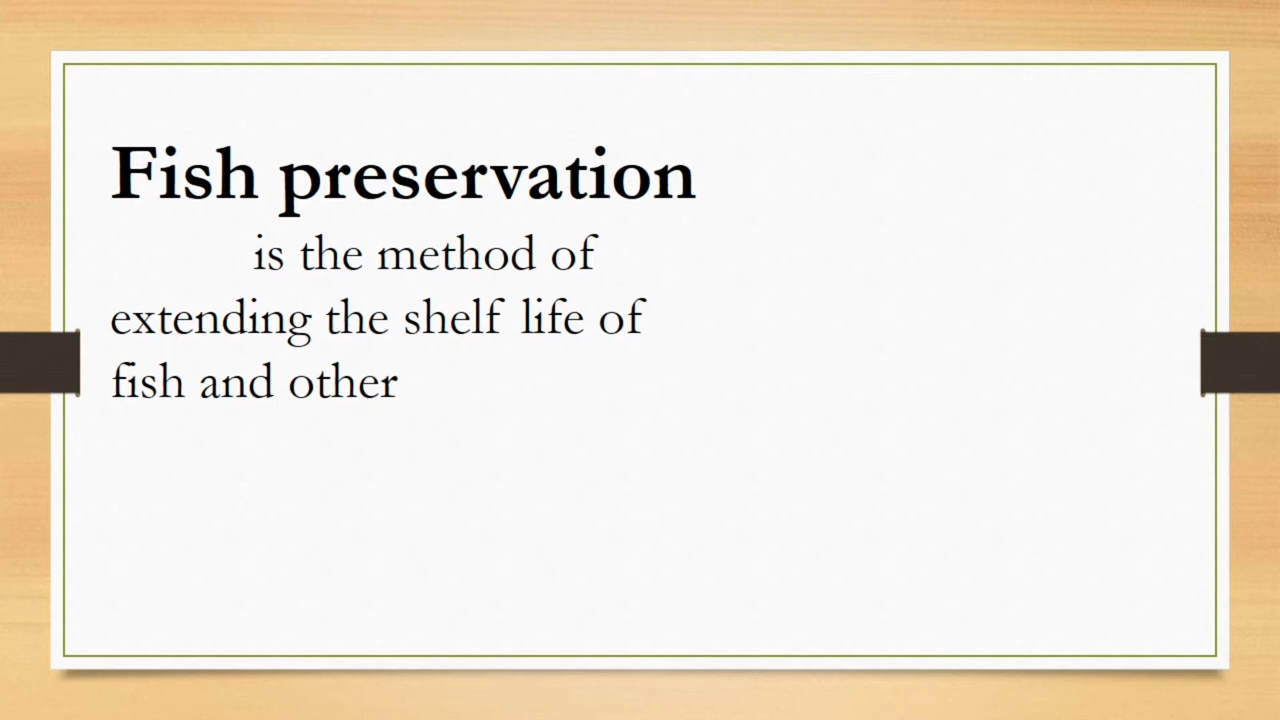 Fish preservation
is the method of
extending the shelf life of
fish and other